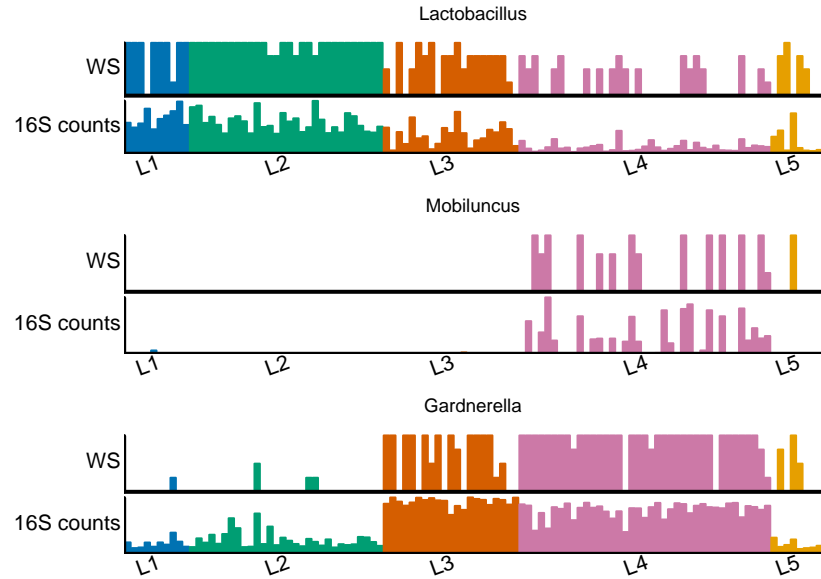 Lactobacillus
WS
16S counts
L1 L2 L3 L4 L5
Mobiluncus
WS
16S counts
L1 L2 L3 L4 L5
Gardnerella
WS
16S counts
L1 L2 L3 L4 L5